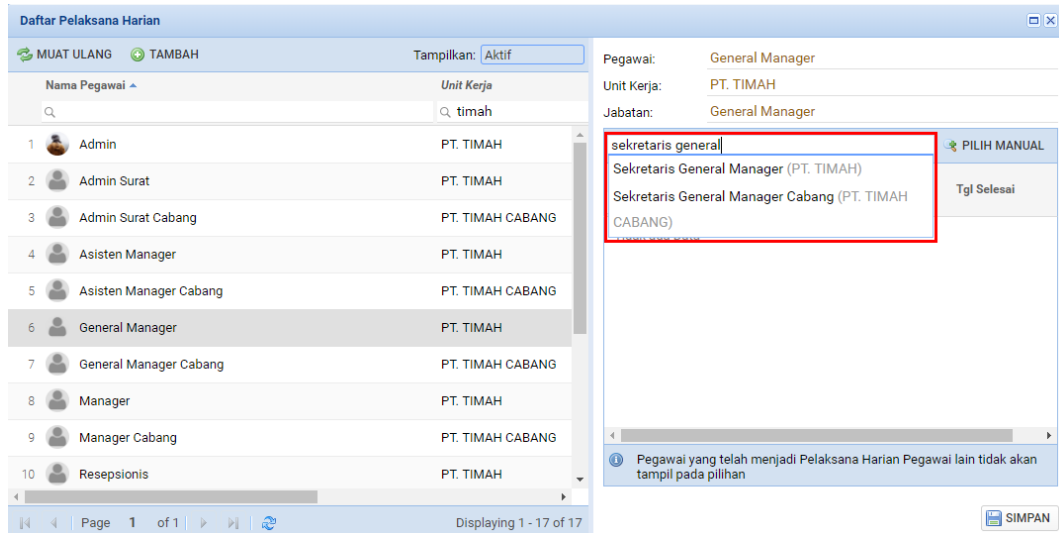 Daftar Pelaksana Harian
MUAT ULANG TAMBAH Tampilkan: Aktif
Nama Pegawai Unit Kerja
timah
1 Admin PT. TIMAH
2 Admin Surat PT. TIMAH
3 Admin Surat Cabang PT. TIMAH CABANG
4 Asisten Manager PT. TIMAH
5 Asisten Manager Cabang PT. TIMAH CABANG
6 General Manager PT. TIMAH
7 General Manager Cabang PT. TIMAH CABANG
8 Manager PT. TIMAH
9 Manager Cabang PT. TIMAH CABANG
10 Resepsionis PT. TIMAH
Page 1 of 1 Displaying 1 - 17 of 17
Pegawai: General Manager
Unit Kerja: PT. TIMAH
Jabatan: General Manager
sekretaris general PILIH MANUAL
Sekretaris General Manager (PT. TIMAH)
Sekretaris General Manager Cabang (PT. TIMAH
CABANG)
Tgl Selesai
Pegawai yang telah menjadi Pelaksana Harian Pegawai lain tidak akan
tampil pada pilihan
SIMPAN